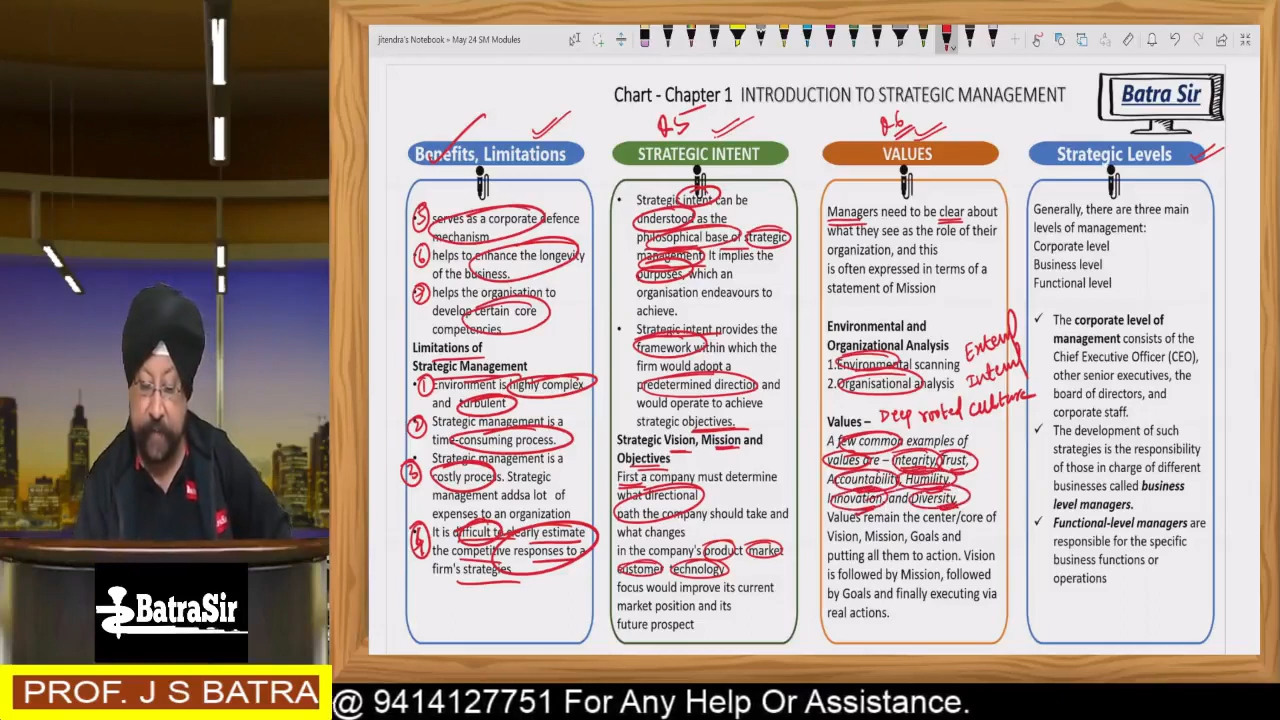 jitendra's Notebook » May 24 SM Modules
Chart - Chapter 1 INTRODUCTION TO STRATEGIC MANAGEMENT
Batra Sir
Benefits, Limitations
5 serves as a corporate defence
mechanism
6 helps to enhance the longevity
of the business.
helps the organisation to
develop certain core
competencies
Limitations of
Strategic Management
1 Environment is highly complex
and turbulent
2 Strategic management is a
time-consuming process.
3 • Strategic management is a
costly process. Strategic
management addsa lot of
expenses to an organization
4 It is difficult to clearly estimate
the competitive responses to a
firm's strategies
Q5
STRATEGIC INTENT
• Strategic intent can be
understood as the
philosophical base of strategic
management. It implies the
purposes, which an
organisation endeavours to
achieve.
• Strategic intent provides the
framework within which the
firm would adopt a
predetermined direction and
would operate to achieve
strategic objectives.
Strategic Vision, Mission and
Objectives
First a company must determine
what directional
path the company should take and
what changes
in the company's product market
customer technology
focus would improve its current
market position and its
future prospect
Q6
VALUES
Managers need to be clear about
what they see as the role of their
organization, and this
is often expressed in terms of a
statement of Mission
Environmental and
Organizational Analysis
1.Environmental scanning
2.Organisational analysis
External
Internal
Deep rooted culture
Values –
A few common examples of
values are – Integrity, Trust,
Accountability, Humility,
Innovation, and Diversity.
Values remain the center/core of
Vision, Mission, Goals and
putting all them to action. Vision
is followed by Mission, followed
by Goals and finally executing via
real actions.
Strategic Levels
Generally, there are three main
levels of management:
Corporate level
Business level
Functional level
✓ The corporate level of
management consists of the
Chief Executive Officer (CEO),
other senior executives, the
board of directors, and
corporate staff.
✓ The development of such
strategies is the responsibility
of those in charge of different
businesses called business
level managers.
✓ Functional-level managers are
responsible for the specific
business functions or
operations
BatraSir
PROF. J S BATRA
@ 9414127751 For Any Help Or Assistance.